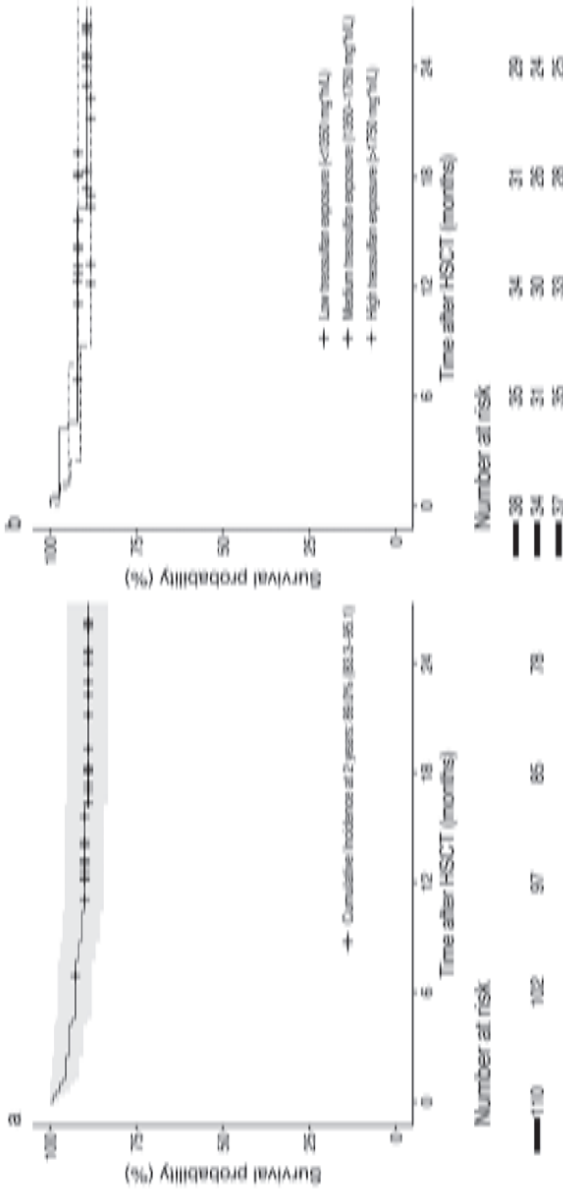 a
100
75
50
25
0
Survival probability (%)
0 6 12 18 24
Time after HSCT (months)
Cumulative incidence at 2 years: 89.0% (83.3–95.1)
Number at risk
110 102 97 85 78
b
100
75
50
25
0
Survival probability (%)
0 6 12 18 24
Time after HSCT (months)
Low treosulfan exposure (<1350 mg*h/L)
Medium treosulfan exposure (1350–1750 mg*h/L)
High treosulfan exposure (>1750 mg*h/L)
Number at risk
38 35 34 31 29
34 31 30 26 24
37 35 33 28 25